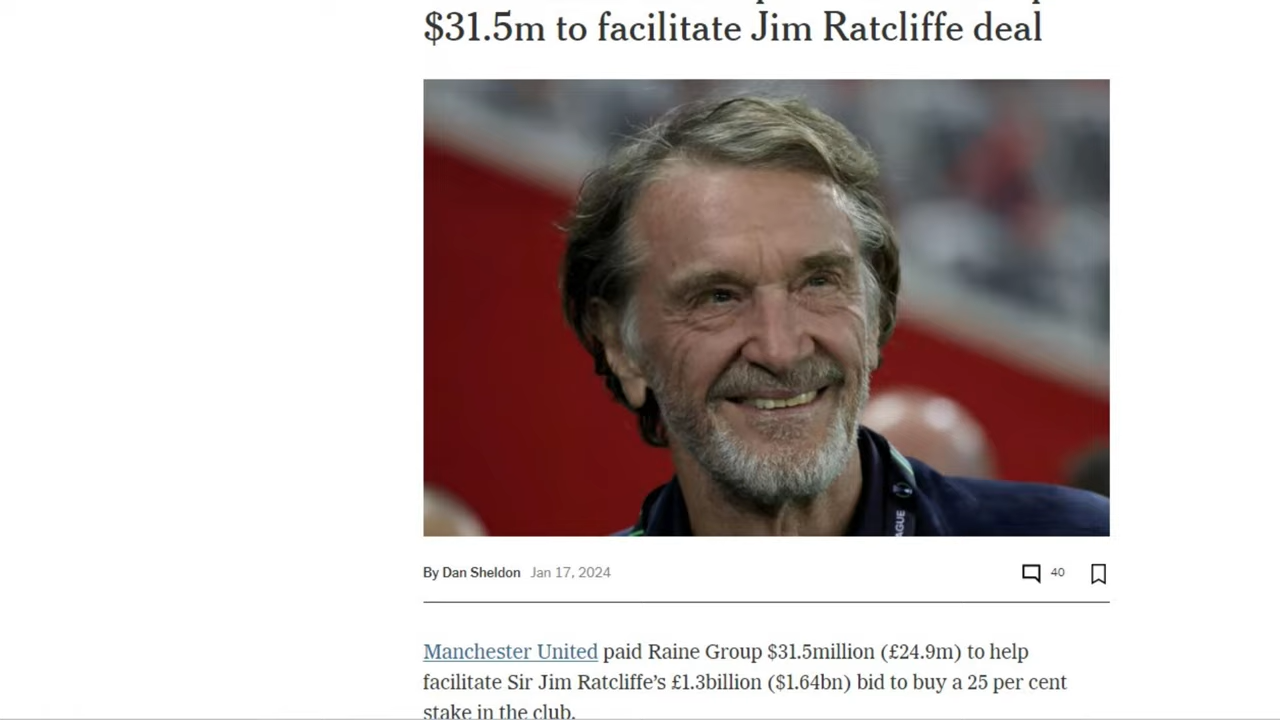 $31.5m to facilitate Jim Ratcliffe deal
AGUE
By Dan Sheldon Jan 17, 2024
40
Manchester United paid Raine Group $31.5million (£24.9m) to help
facilitate Sir Jim Ratcliffe’s £1.3billion ($1.64bn) bid to buy a 25 per cent
stake in the club.